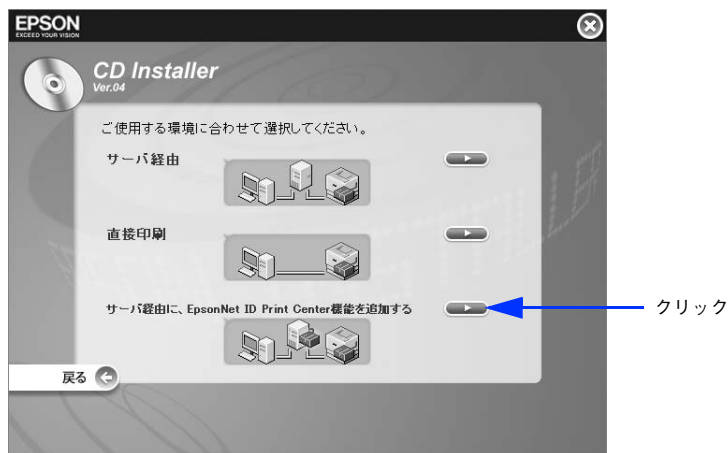 EPSON
EXCEED YOUR VISION
CD Installer
Ver.04
ご使用する環境に合わせて選択してください。
サーバ経由
直接印刷
サーバ経由に、EpsonNet ID Print Center機能を追加する
クリック
戻る